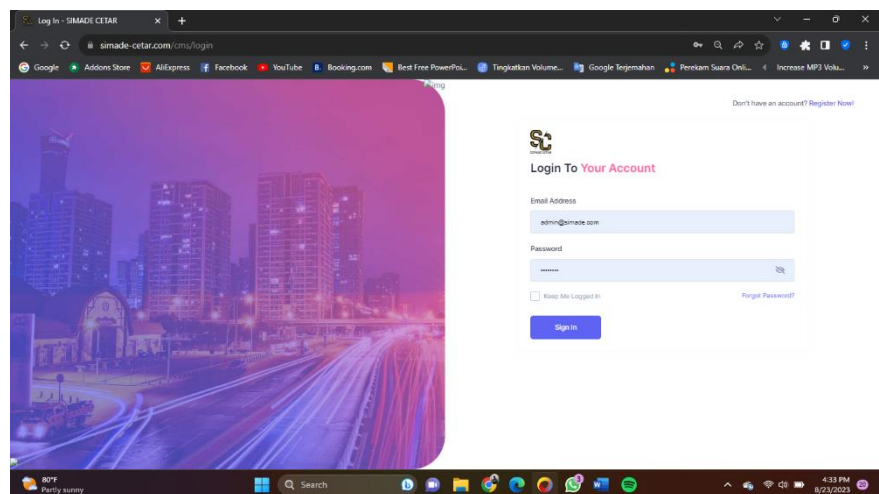 Log In - SIMADE CETAR
simade-cetar.com/cms/login
Google Addons Store AliExpress Facebook YouTube Booking.com Best Free PowerPoi... Tingkatkan Volume... Google Terjemahan Perekam Suara Onli... Increase MP3 Volu...
img
Don't have an account? Register Now!
SC
Login To Your Account
Email Address
admin@simade.com
Password
Keep Me Logged In Forgot Password?
Sign In
80°F
Partly sunny
Search
4:33 PM
8/23/2023
20